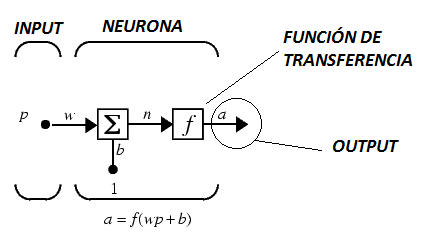 INPUT
NEURONA
FUNCIÓN DE
TRANSFERENCIA
p
w
Σ
n
f
a
b
1
OUTPUT
a = f(wp + b)